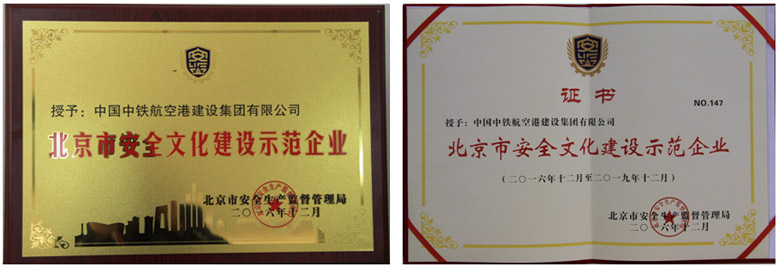 安
授予：中国中铁航空港建设集团有限公司
北京市安全文化建设示范企业
北京市安全生产监督管理局
二〇一六年十二月
安
证书
NO.147
授予：中国中铁航空港建设集团有限公司
北京市安全文化建设示范企业
（二〇一六年十二月至二〇一九年十二月）
北京市安全生产监督管理局
二〇一六年十二月